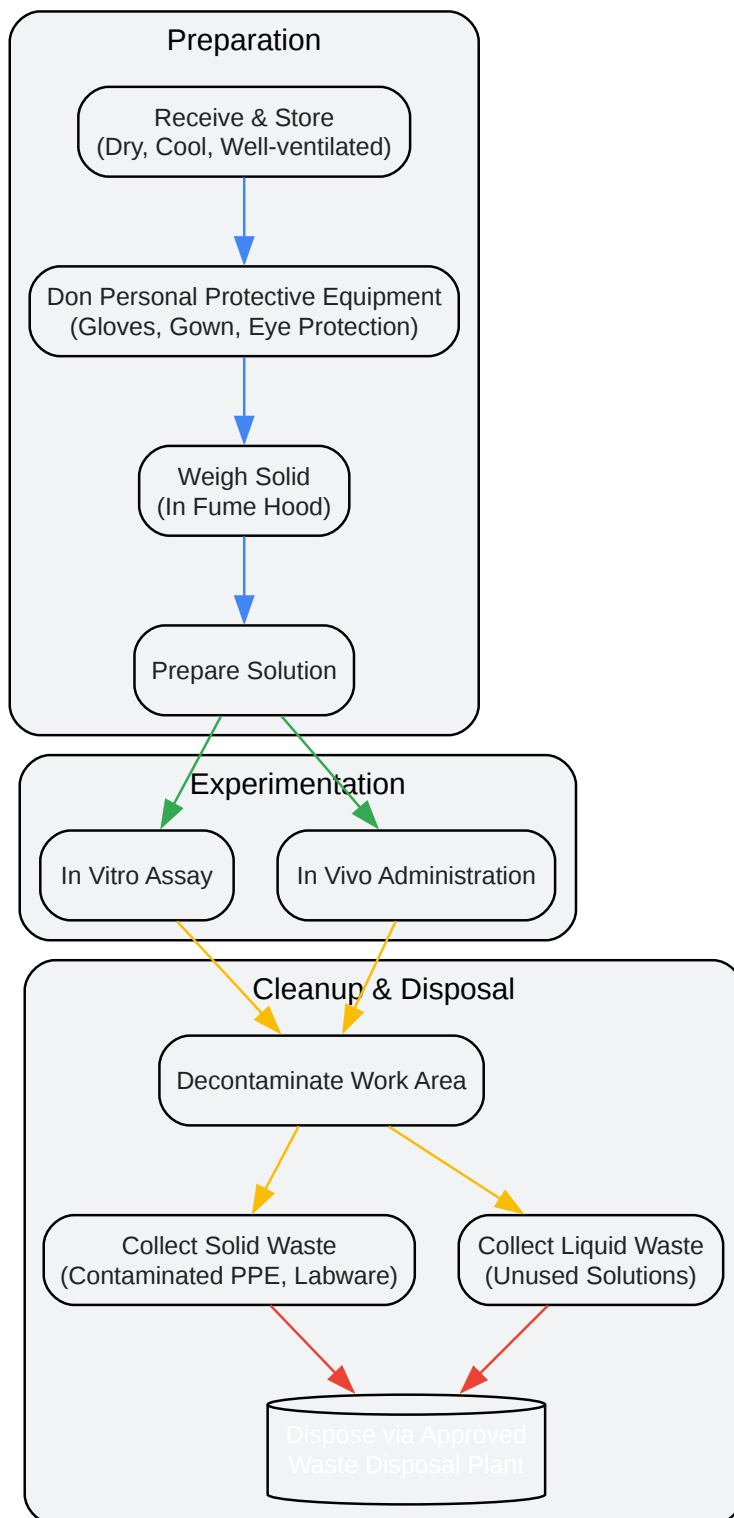 Preparation
Receive & Store
(Dry, Cool, Well-ventilated)
Don Personal Protective Equipment
(Gloves, Gown, Eye Protection)
Weigh Solid
(In Fume Hood)
Prepare Solution
Experimentation
In Vitro Assay
In Vivo Administration
Cleanup & Disposal
Decontaminate Work Area
Collect Solid Waste
(Contaminated PPE, Labware)
Collect Liquid Waste
(Unused Solutions)
Dispose via Approved
Waste Disposal Plant